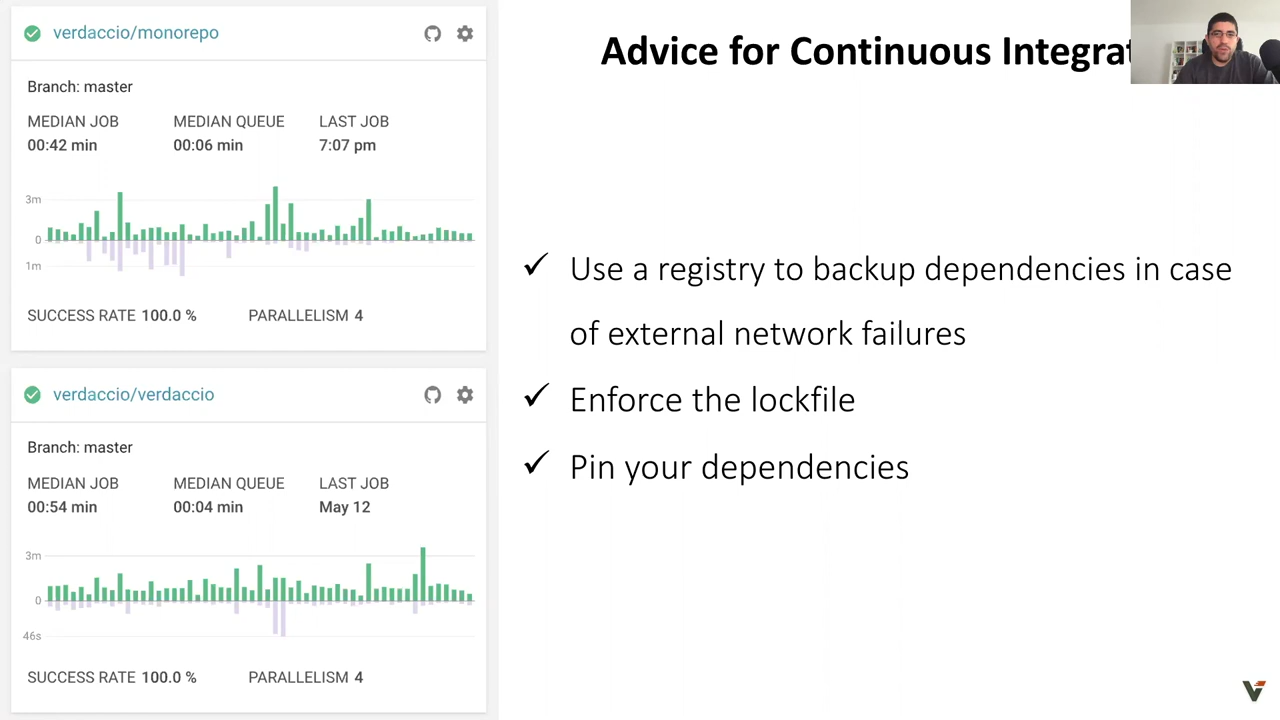 verdaccio/monorepo
Branch: master
MEDIAN JOB MEDIAN QUEUE LAST JOB
00:42 min 00:06 min 7:07 pm
3m
0
1m
SUCCESS RATE 100.0 % PARALLELISM 4
verdaccio/verdaccio
Branch: master
MEDIAN JOB MEDIAN QUEUE LAST JOB
00:54 min 00:04 min May 12
3m
0
46s
SUCCESS RATE 100.0 % PARALLELISM 4
Advice for Continuous Integrat
Use a registry to backup dependencies in case
of external network failures
Enforce the lockfile
Pin your dependencies